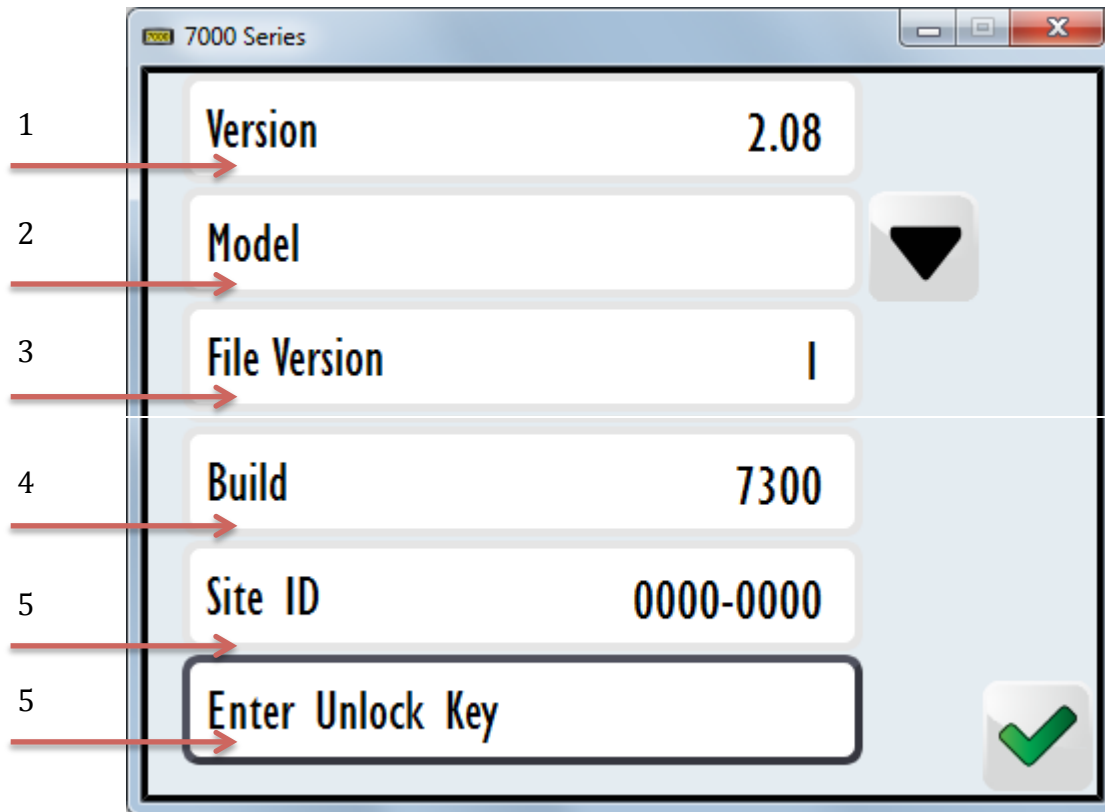 7000 7000 Series
1 Version 2.08
2 Model
3 File Version 1
4 Build 7300
5 Site ID 0000-0000
5 Enter Unlock Key